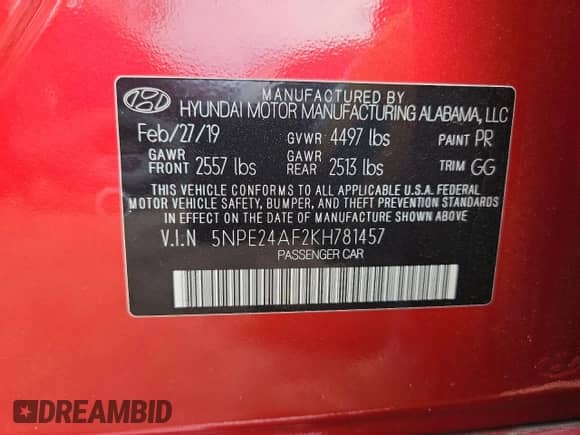 MANUFACTURED BY
HYUNDAI MOTOR MANUFACTURING ALABAMA, LLC
Feb/27/19 GVWR 4497 lbs PAINT PR
GAWR FRONT 2557 lbs GAWR REAR 2513 lbs TRIM GG
THIS VEHICLE CONFORMS TO ALL APPLICABLE U.S.A. FEDERAL
MOTOR VEHICLE SAFETY, BUMPER, AND THEFT PREVENTION STANDARDS
IN EFFECT ON THE DATE OF MANUFACTURE SHOWN ABOVE.
V.I.N 5NPE24AF2KH781457
PASSENGER CAR
DREAMBID